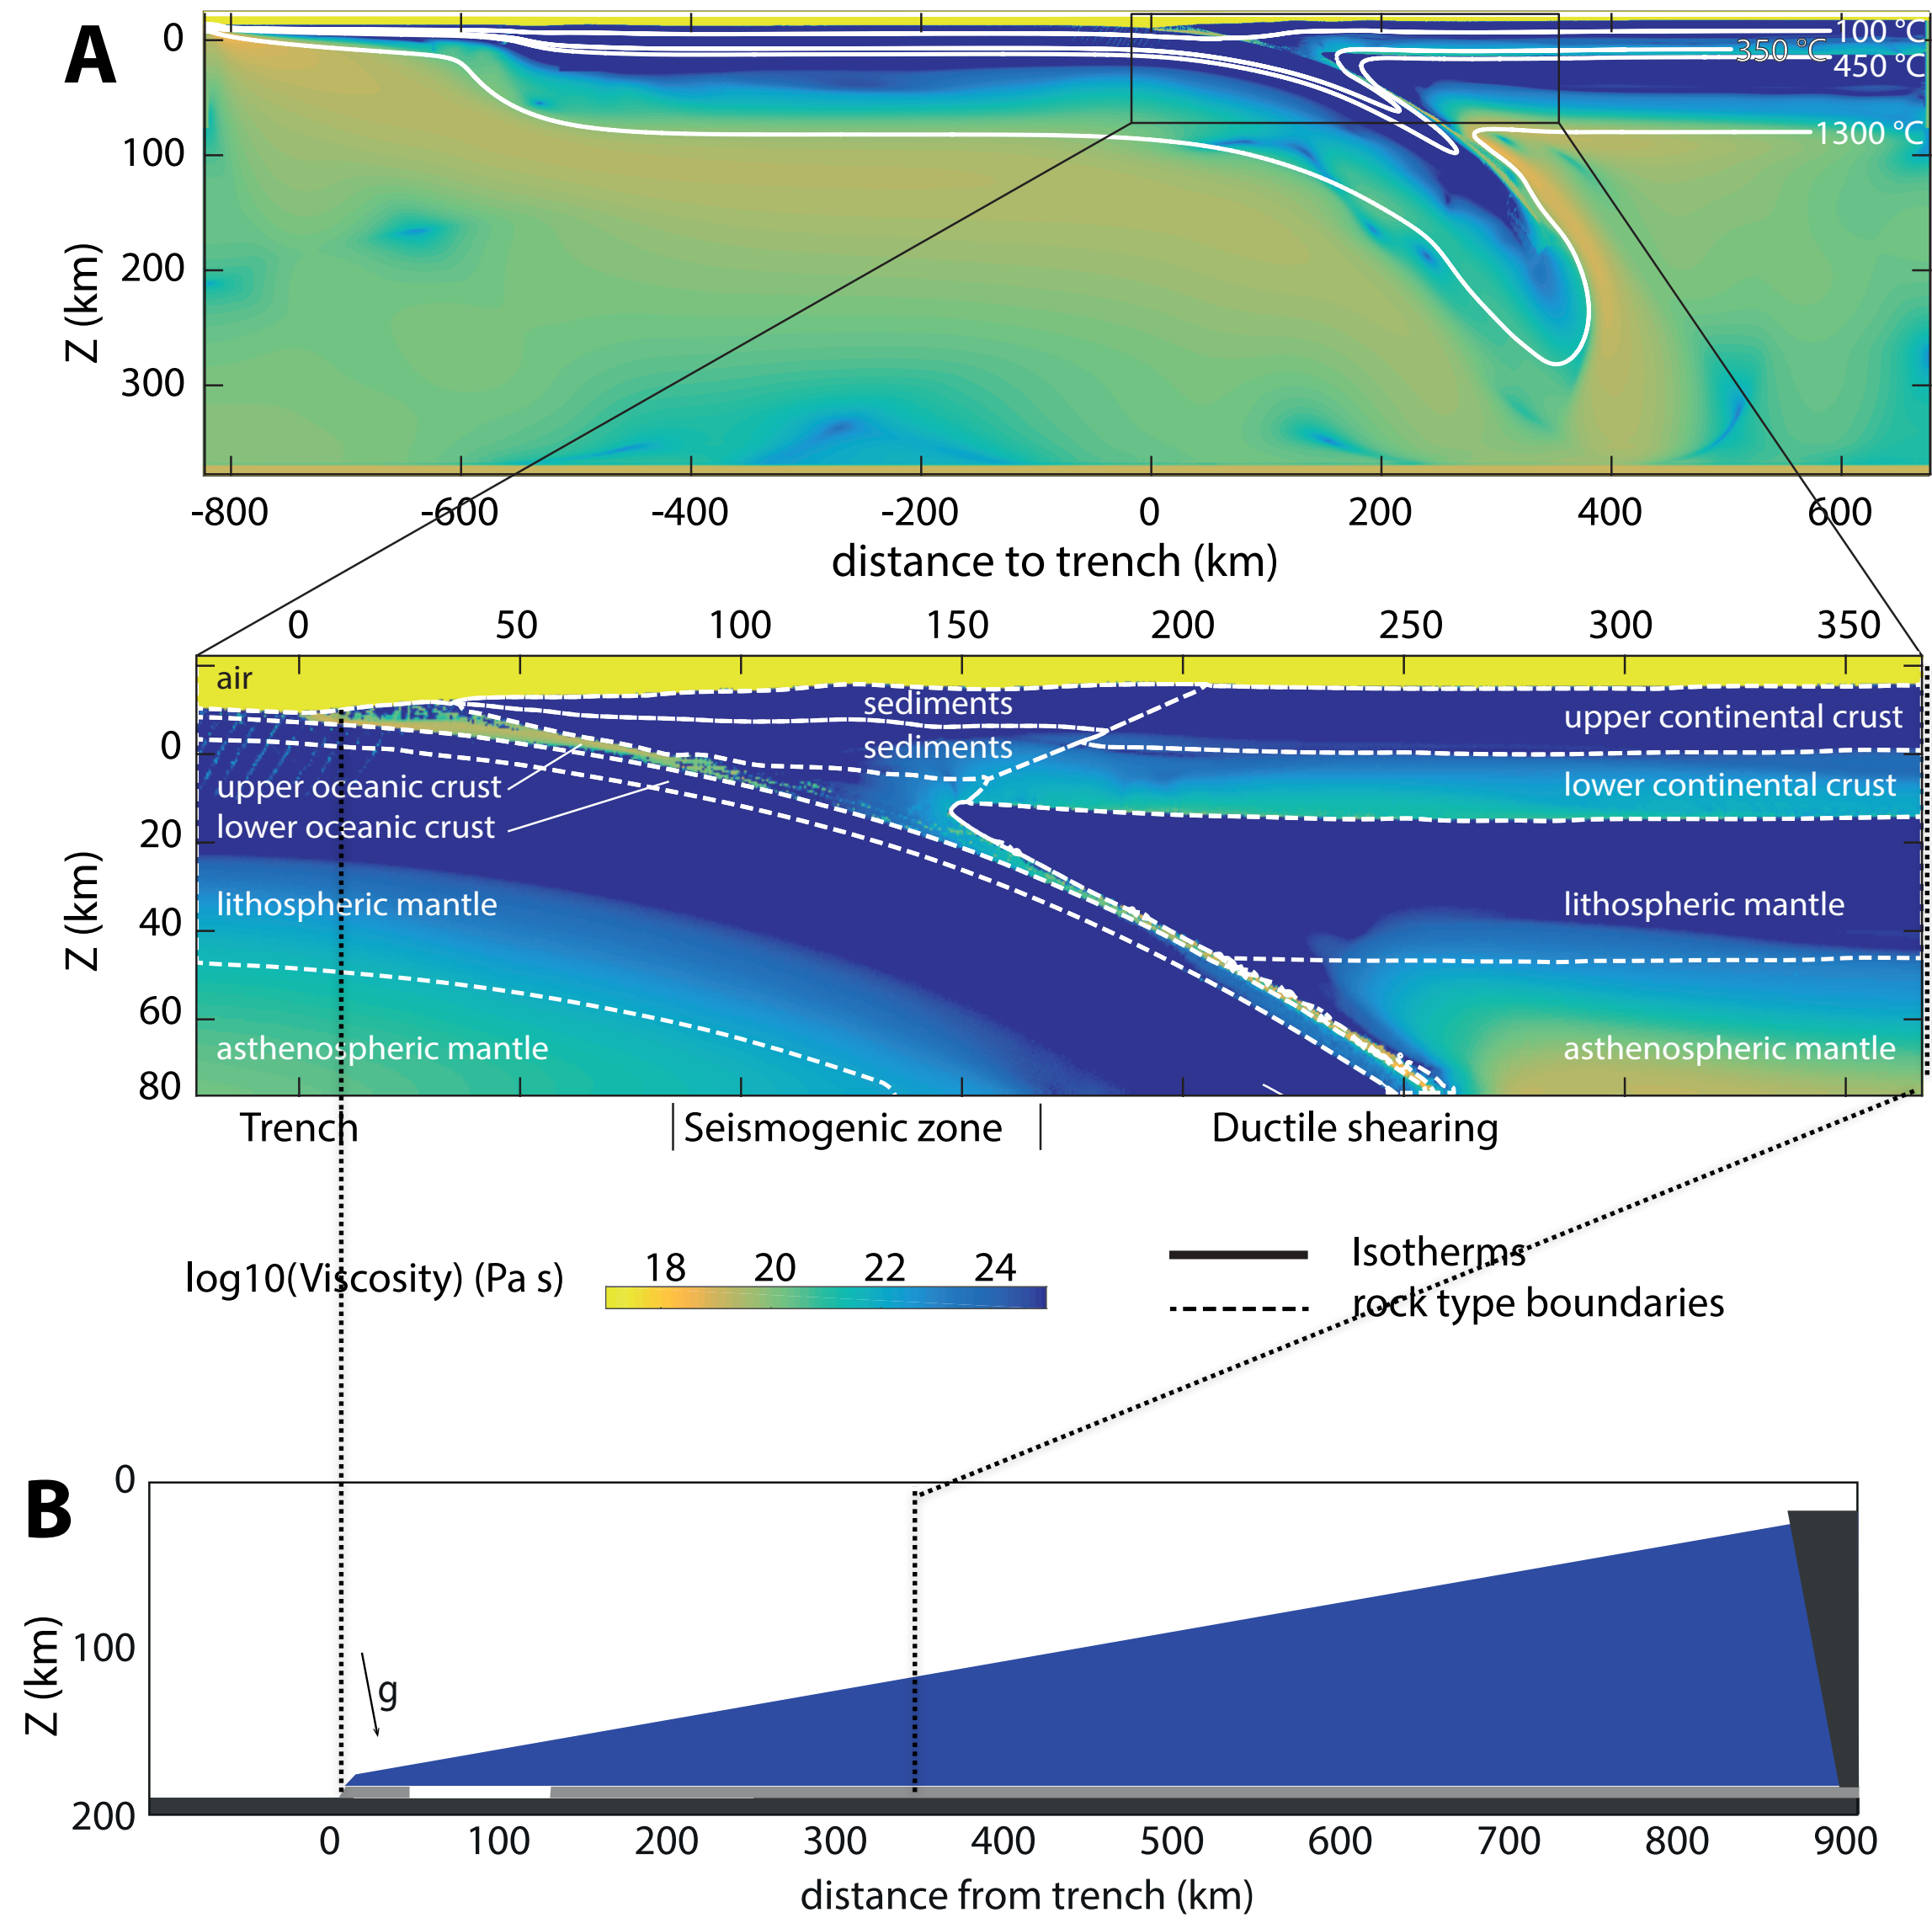 A
0
100
200
300
Z (km)
100 °C
350 °C
450 °C
1300 °C
-800 -600 -400 -200 0 200 400 600
distance to trench (km)
0 50 100 150 200 250 300 350
air
sediments
sediments
upper continental crust
lower continental crust
upper oceanic crust
lower oceanic crust
lithospheric mantle
lithospheric mantle
asthenospheric mantle
asthenospheric mantle
0
20
40
60
80
Z (km)
Trench Seismogenic zone Ductile shearing
log10(Viscosity) (Pa s)
18 20 22 24
Isotherms
rock type boundaries
B
0
100
200
Z (km)
g
0 100 200 300 400 500 600 700 800 900
distance from trench (km)